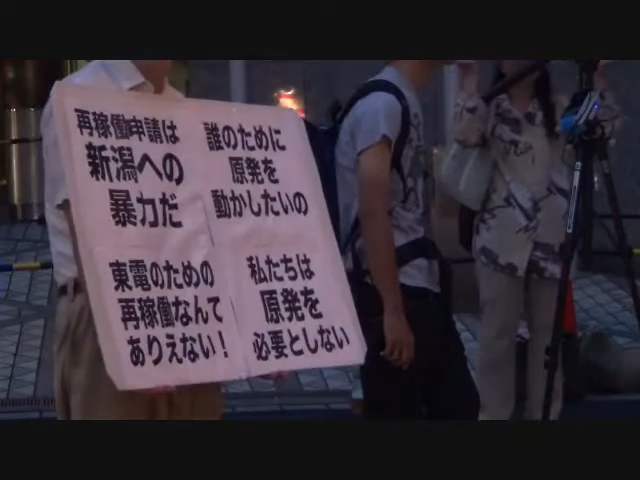 再稼働申請は
新潟への
暴力だ
誰のために
原発を
動かしたいの
東電のための
再稼働なんて
ありえない！
私たちは
原発を
必要としない